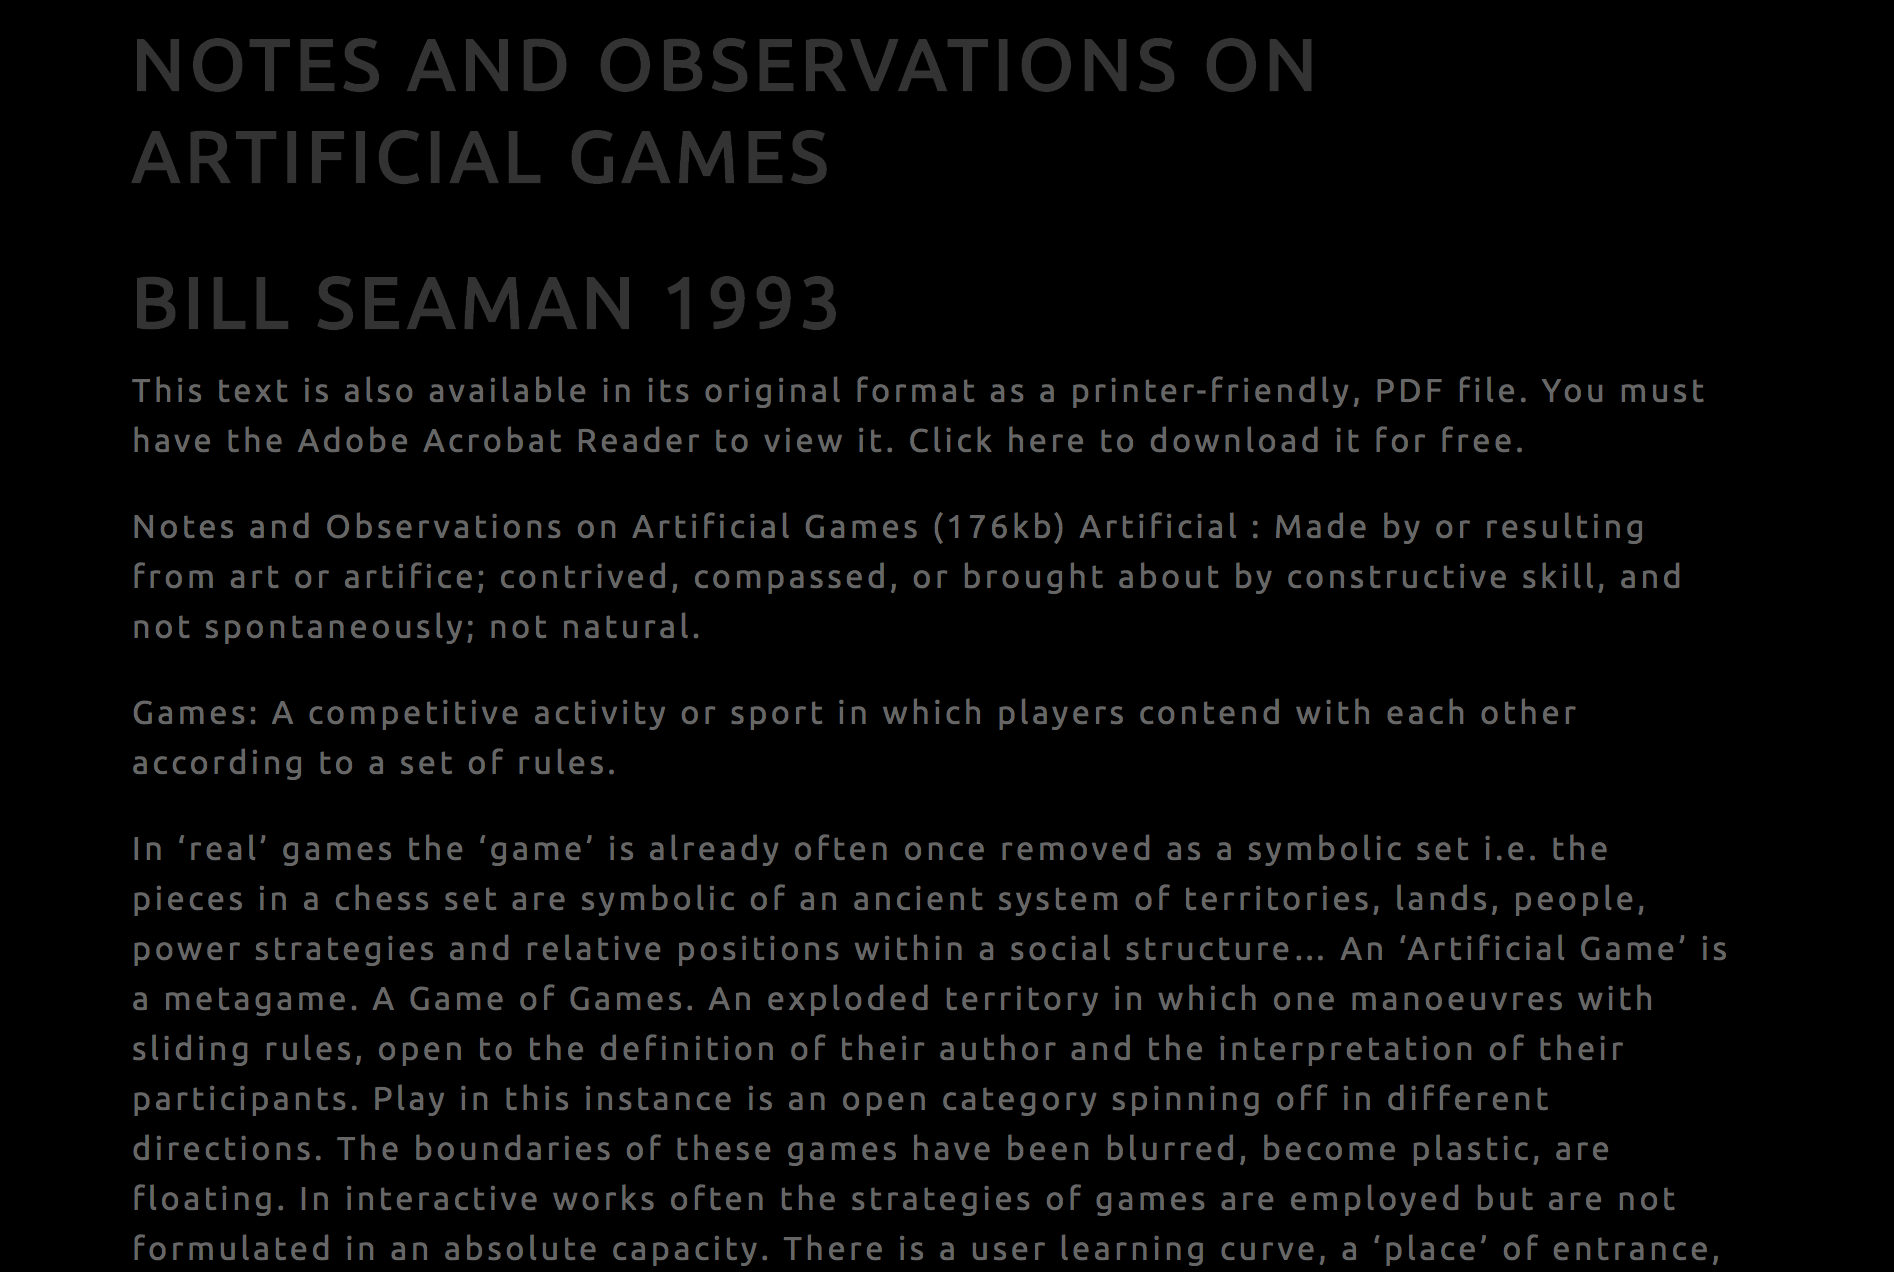 NOTES AND OBSERVATIONS ON
ARTIFICIAL GAMES
BILL SEAMAN 1993
This text is also available in its original format as a printer-friendly, PDF file. You must
have the Adobe Acrobat Reader to view it. Click here to download it for free.
Notes and Observations on Artificial Games (176kb) Artificial : Made by or resulting
from art or artifice; contrived, compassed, or brought about by constructive skill, and
not spontaneously; not natural.
Games: A competitive activity or sport in which players contend with each other
according to a set of rules.
In ‘real’ games the ‘game’ is already often once removed as a symbolic set i.e. the
pieces in a chess set are symbolic of an ancient system of territories, lands, people,
power strategies and relative positions within a social structure… An ‘Artificial Game’ is
a metagame. A Game of Games. An exploded territory in which one manoeuvres with
sliding rules, open to the definition of their author and the interpretation of their
participants. Play in this instance is an open category spinning off in different
directions. The boundaries of these games have been blurred, become plastic, are
floating. In interactive works often the strategies of games are employed but are not
formulated in an absolute capacity. There is a user learning curve, a ‘place’ of entrance,